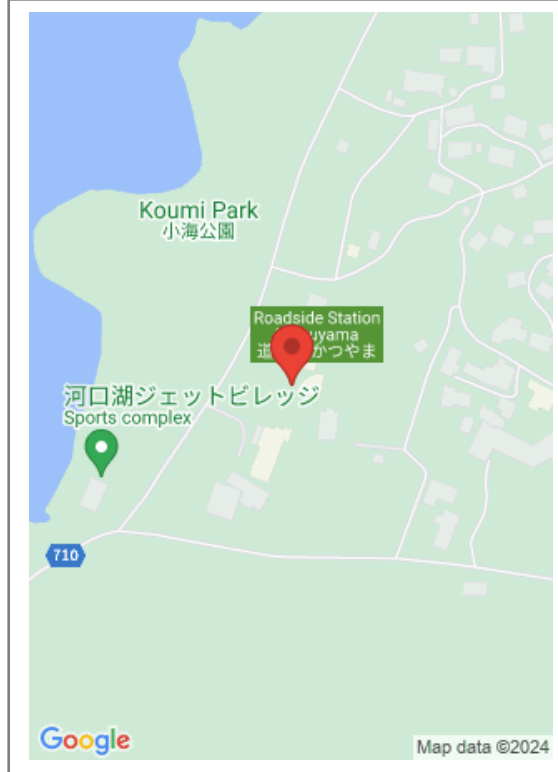 Koumi Park
小海公園
Roadside Station
uyama
道 かつやま
河口湖ジェットビレッジ
Sports complex
710
Google
Map data ©2024